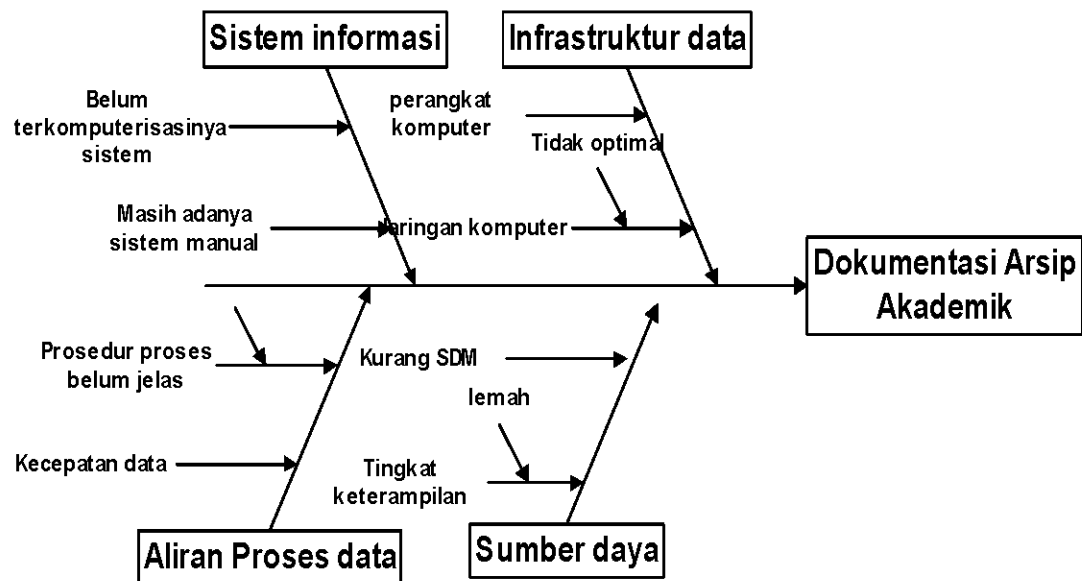 Sistem informasi
Infrastruktur data
Belum
terkomputerisasinya
sistem
perangkat
komputer
Tidak optimal
Masih adanya
sistem manual
Jaringan komputer
Dokumentasi Arsip
Akademik
Prosedur proses
belum jelas
Kurang SDM
lemah
Kecepatan data
Tingkat
keterampilan
Aliran Proses data
Sumber daya